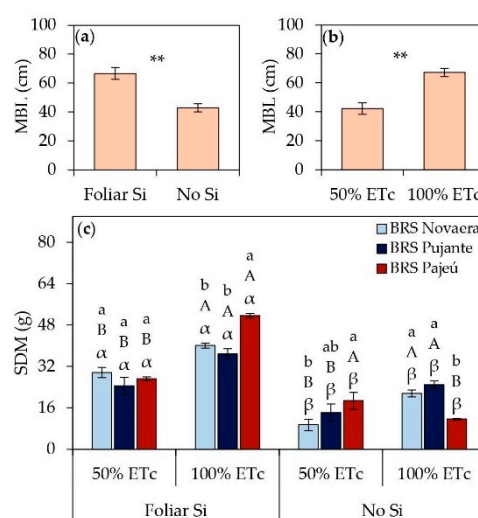 (a)
MBL (cm)
100
80
60
40
20
0
**
Foliar Si No Si
(b)
MBL (cm)
100
80
60
40
20
0
**
50% ETc 100% ETc
(c)
BRS Novaera
BRS Pujante
BRS Pajeú
SDM (g)
80
64
48
32
16
0
a a a
B B B
α α α
b b a
A A A
α α α
b ab a
B B A
β β β
a a b
A A B
β β β
50% ETc 100% ETc 50% ETc 100% ETc
Foliar Si No Si